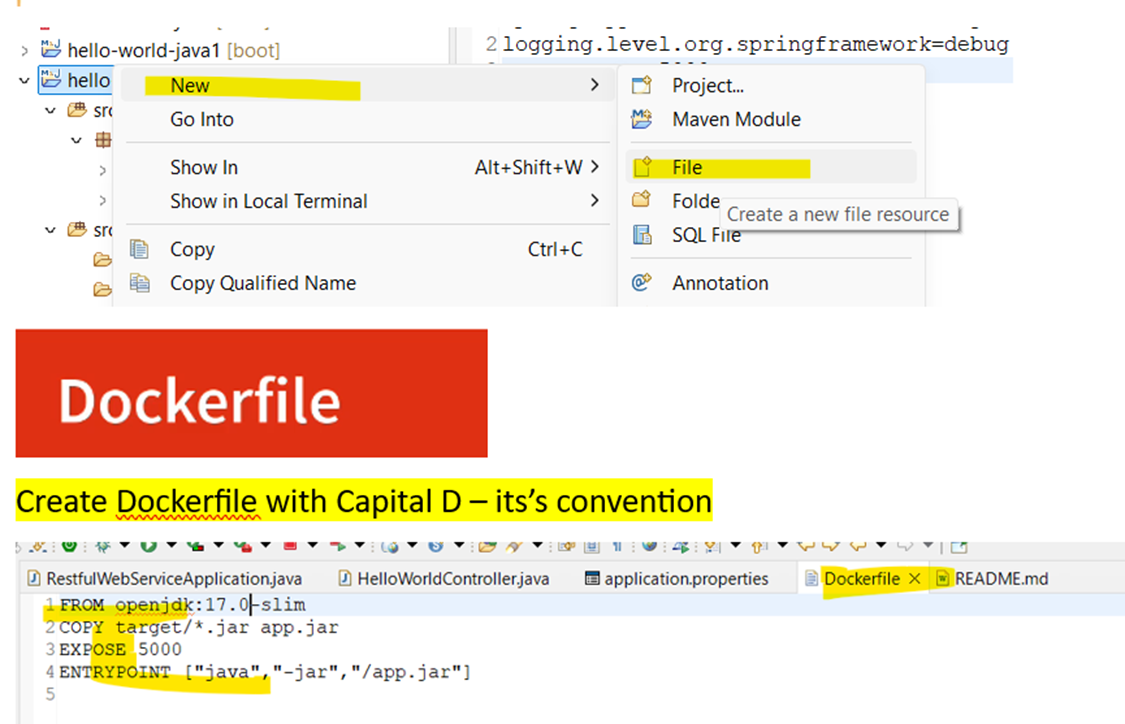 hello-world-java1 [boot]
2 logging.level.org.springframework=debug
hello
New
Project...
Go Into
Maven Module
Show In Alt+Shift+W
File
Show in Local Terminal
Create a new file resource
SQL File
Copy Ctrl+C
Copy Qualified Name
Annotation
Dockerfile
Create Dockerfile with Capital D – its's convention
RestfulWebServiceApplication.java HelloWorldController.java application.properties Dockerfile README.md
1 FROM openjdk:17.0-slim
2 COPY target/*.jar app.jar
3 EXPOSE 5000
4 ENTRYPOINT ["java","-jar","/app.jar"]
5